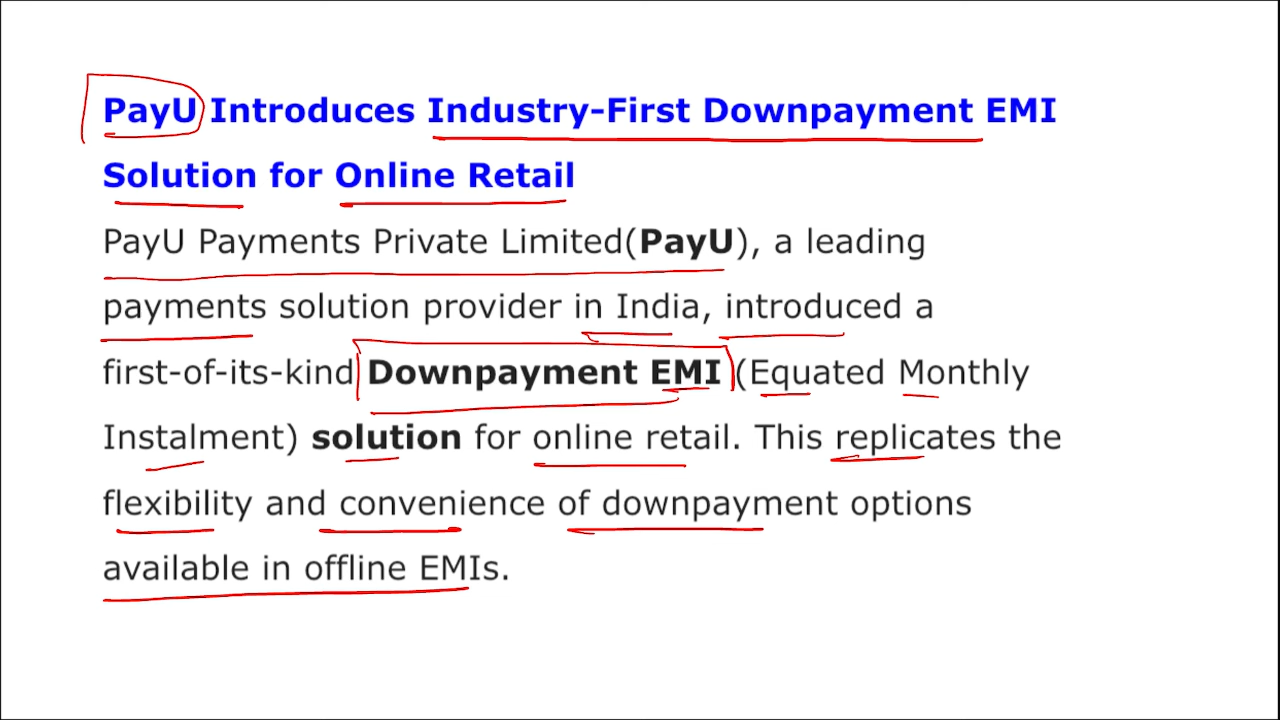 PayU Introduces Industry-First Downpayment EMI
Solution for Online Retail
PayU Payments Private Limited(PayU), a leading
payments solution provider in India, introduced a
first-of-its-kind Downpayment EMI (Equated Monthly
Instalment) solution for online retail. This replicates the
flexibility and convenience of downpayment options
available in offline EMIs.